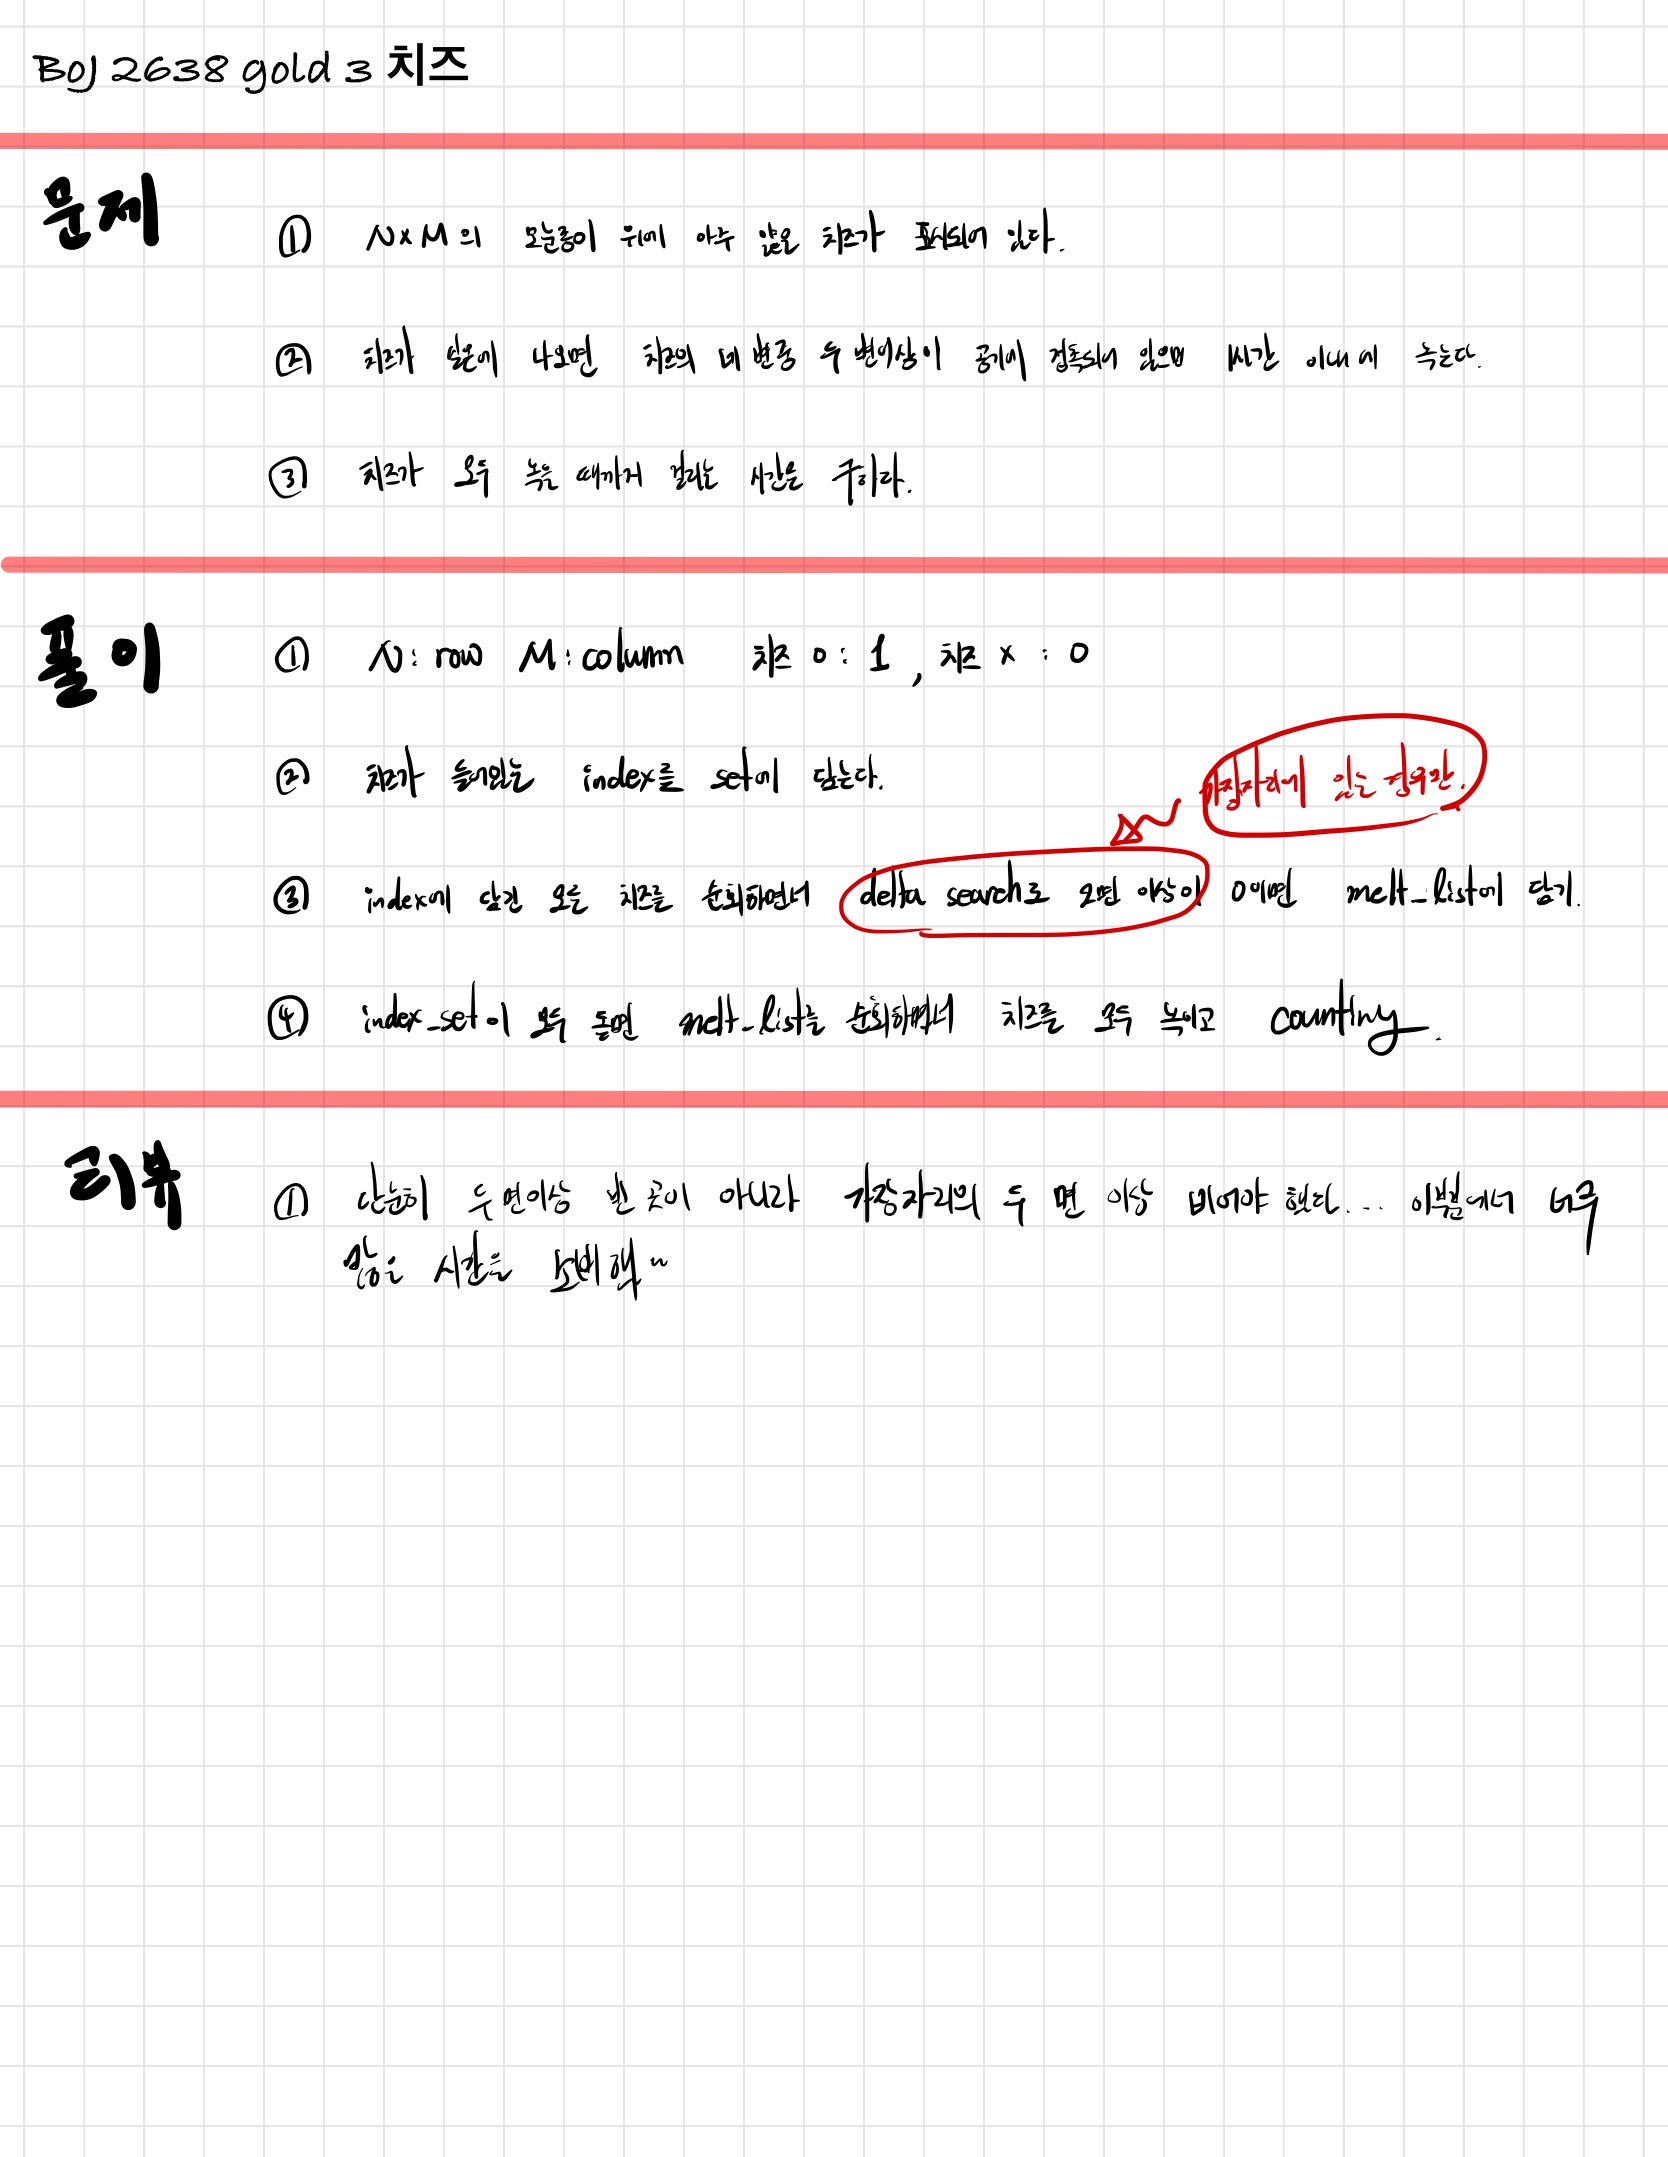 BOJ 2638 gold 3 치즈
문제
① N×M의 모눈종이 위에 아주 얇은 치즈가 표시되어 있다.
② 치즈가 실온에 나오면 치즈의 네 변중 두 변이상이 공기에 접촉되어 있으면 1시간 이내에 녹는다.
③ 치즈가 모두 녹을 때까지 걸리는 시간을 구하라.
풀이
① N: row M: column 치즈 O: 1, 치즈 X: 0
② 치즈가 들어있는 index를 set에 담는다.
가장자리에 있는 경우만.
③ index에 담긴 모든 치즈를 순회하면서 delta search로 2면 이상이 0이면 melt_list에 담기.
④ index_set이 모두 돌면 melt_list를 순회하면서 치즈를 모두 녹이고 counting.
리뷰
① 단순히 두 면이상 빈 곳이 아니라 가장자리의 두 면 이상 비어야 했다... 이부분에서 너무
많은 시간을 소비함